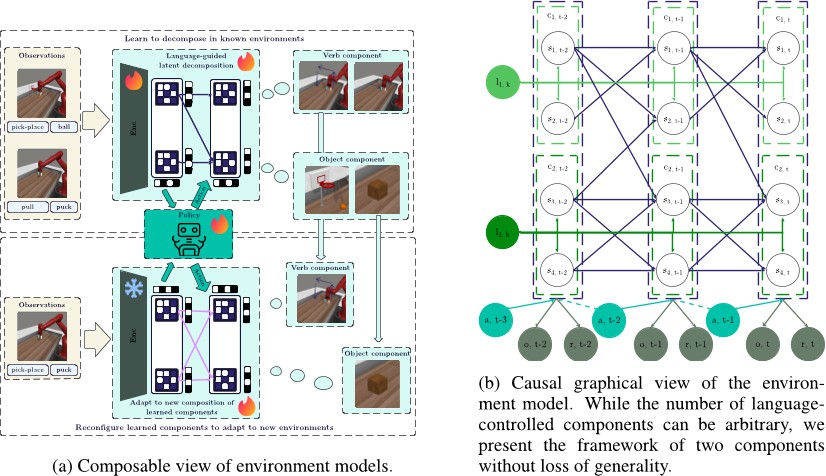 Learn to decompose in known environments
Observations
pick-place ball
pull puck
Enc
Language-guided
latent decomposition
Verb component
Object component
Policy
Action
Observations
pick-place puck
Enc
Action
Adapt to new composition of
learned components
Verb component
Object component
Reconfigure learned components to adapt to new environments
(a) Composable view of environment models.
c1, t-2 c1, t-1 c1, t
s1, t-2 s1, t-1 s1, t
l1, k
s2, t-2 s2, t-1 s2, t
c2, t-2 c2, t-1 c2, t
s3, t-2 s3, t-1 s3, t
l2, k
s4, t-2 s4, t-1 s4, t
a, t-3 a, t-2 a, t-1
o, t-2 r, t-2 o, t-1 r, t-1 o, t r, t
(b) Causal graphical view of the environ-
ment model. While the number of language-
controlled components can be arbitrary, we
present the framework of two components
without loss of generality.